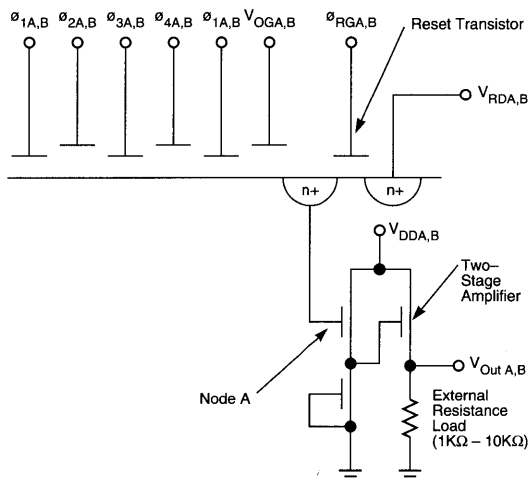 ø1A,B
ø2A,B
ø3A,B
ø4A,B
ø1A,B
VOGA,B
øRGA,B
Reset Transistor
VRDA,B
n+
n+
VDDA,B
Two–
Stage
Amplifier
VOut A,B
Node A
External
Resistance
Load
(1KΩ – 10KΩ)